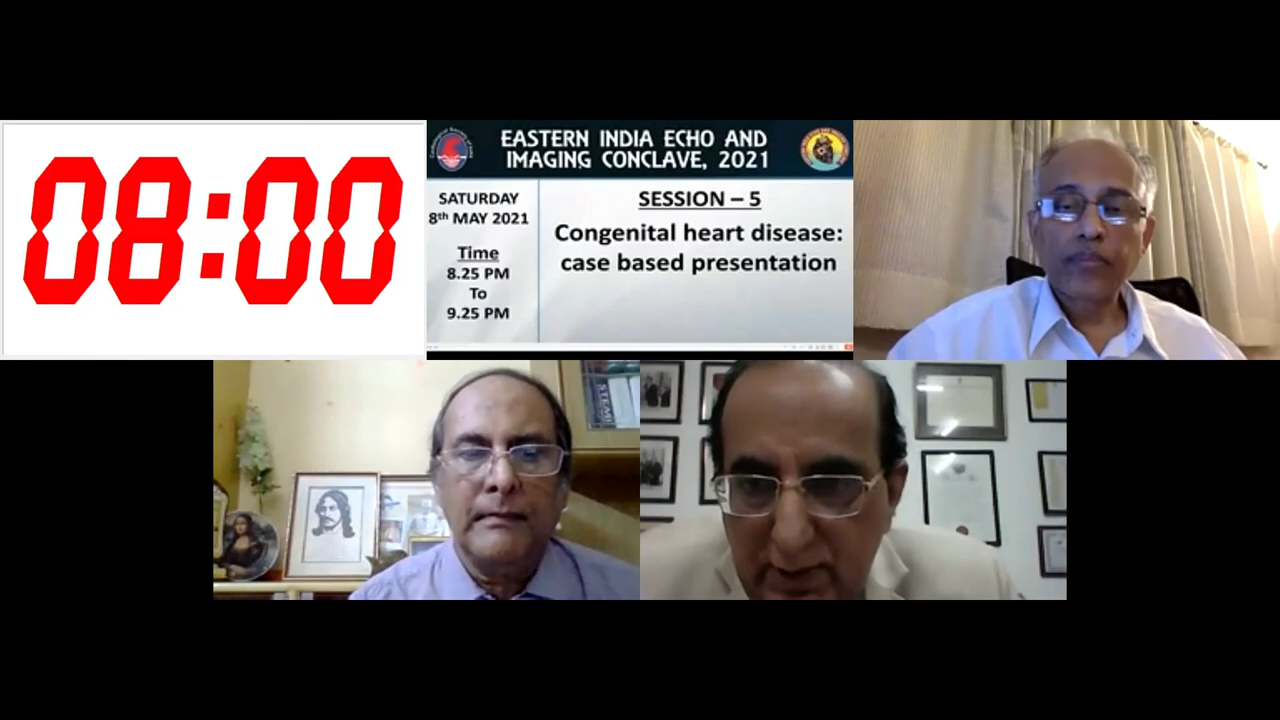 08:00
EASTERN INDIA ECHO AND
IMAGING CONCLAVE, 2021
SATURDAY
8th MAY 2021
Time
8.25 PM
To
9.25 PM
SESSION – 5
Congenital heart disease:
case based presentation
STEMI